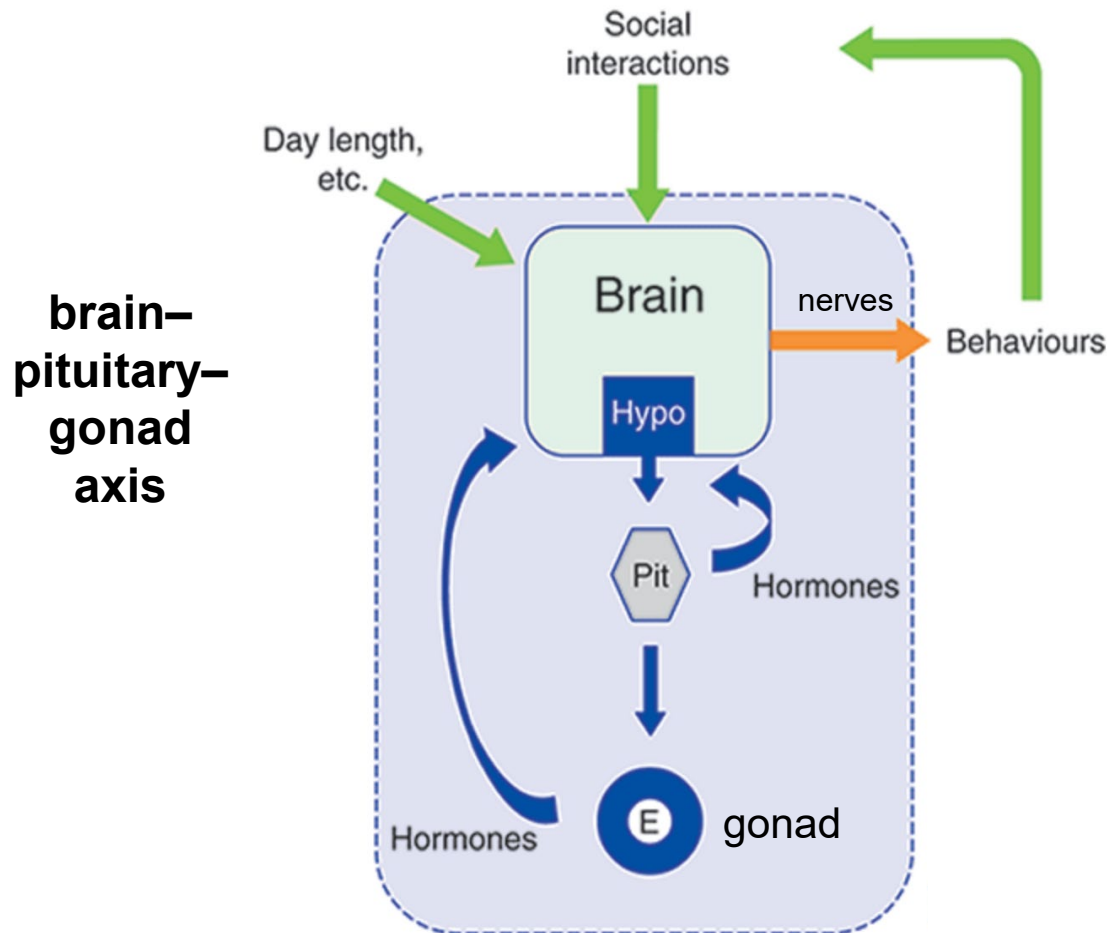 Social
interactions
Day length,
etc.
brain–
pituitary–
gonad
axis
Brain
nerves
Behaviours
Hypo
Pit
Hormones
E
gonad
Hormones